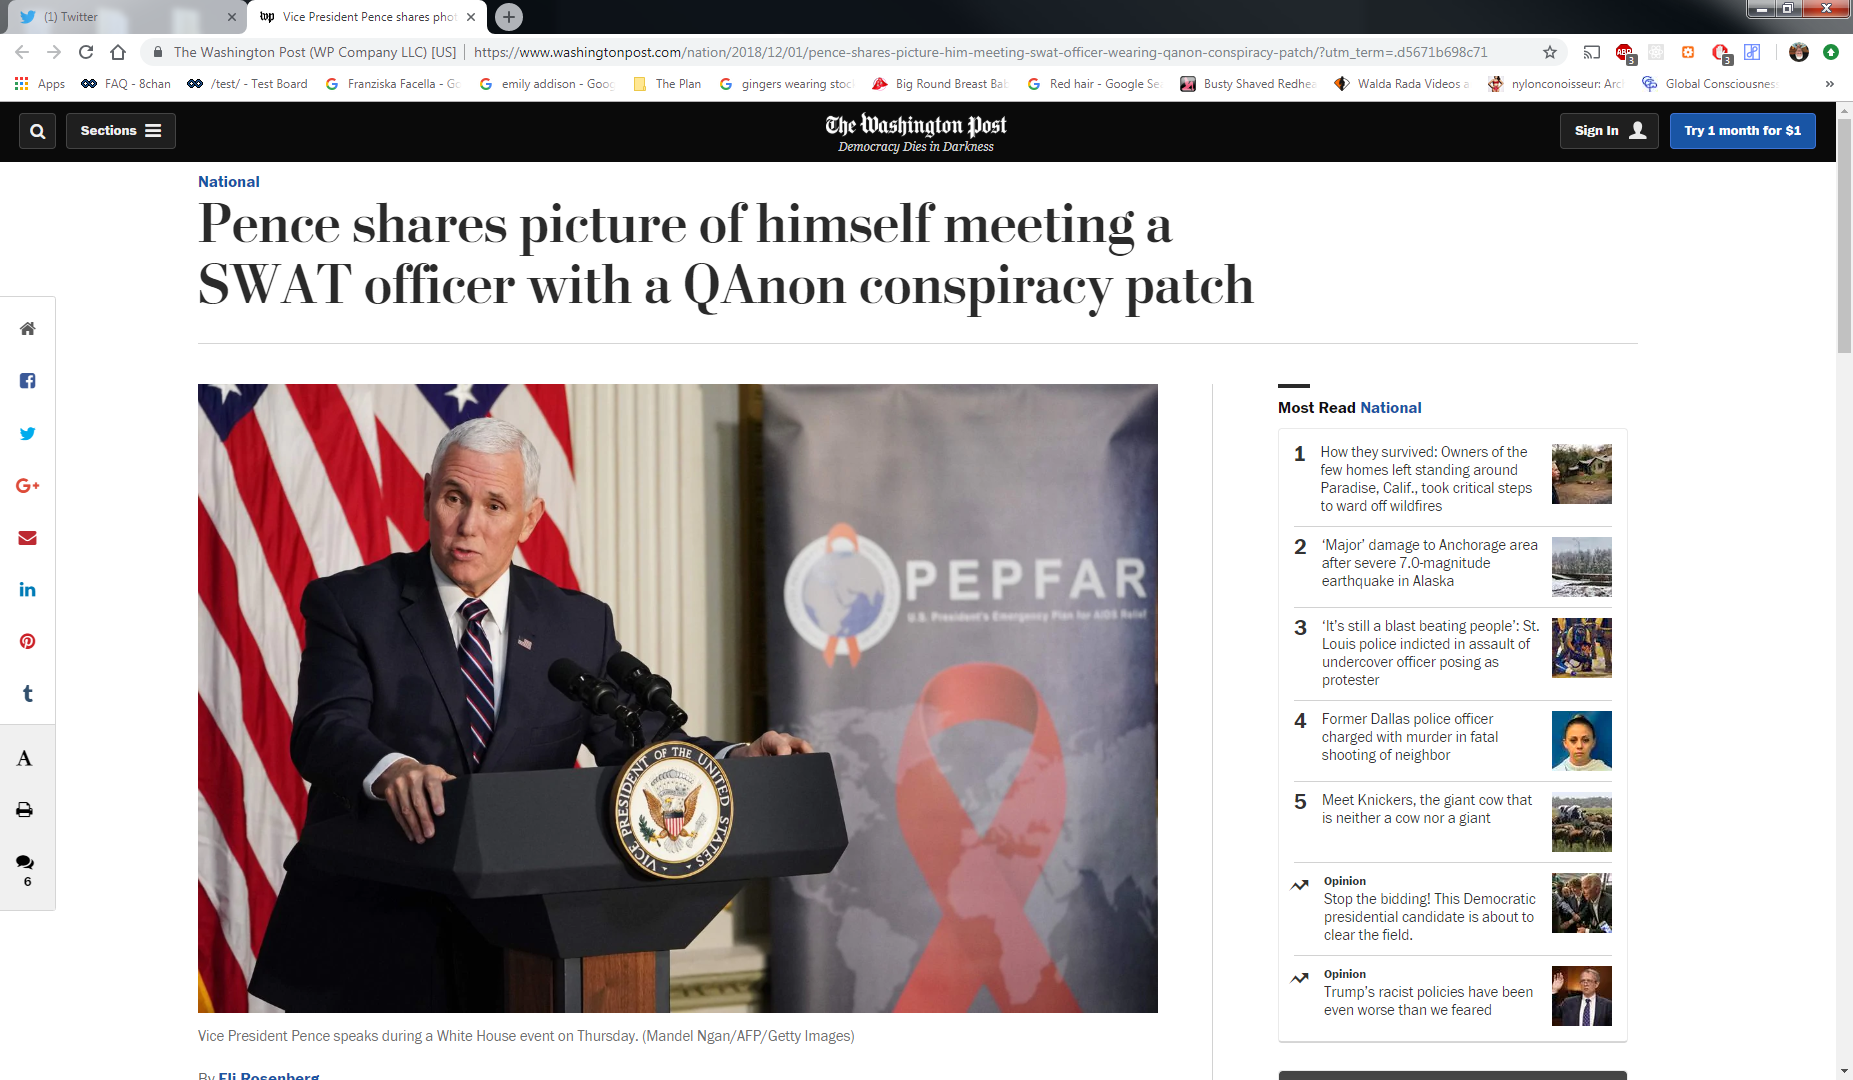 (1) Twitter
Vice President Pence shares phot
The Washington Post (WP Company LLC) [US] | https://www.washingtonpost.com/nation/2018/12/01/pence-shares-picture-him-meeting-swat-officer-wearing-qanon-conspiracy-patch/?utm_term=.d5671b698c71
ABP 3 3
Apps FAQ - 8chan /test/ - Test Board Franziska Facella - Go emily addison - Goog The Plan gingers wearing stoc Big Round Breast Bab Red hair - Google Se Busty Shaved Redhea Walda Rada Videos a nylonconoisseur: Arc Global Consciousnes »
Sections
The Washington Post
Democracy Dies in Darkness
Sign In
Try 1 month for $1
National
Pence shares picture of himself meeting a
SWAT officer with a QAnon conspiracy patch
G+
in
t
A
6
PEPFAR
U.S. President's Emergency Plan for AIDS Relief
VICE PRESIDENT OF THE UNITED STATES
Vice President Pence speaks during a White House event on Thursday. (Mandel Ngan/AFP/Getty Images)
By Eli Rosenberg
Most Read National
1 How they survived: Owners of the
few homes left standing around
Paradise, Calif., took critical steps
to ward off wildfires
2 ‘Major’ damage to Anchorage area
after severe 7.0-magnitude
earthquake in Alaska
3 ‘It’s still a blast beating people’: St.
Louis police indicted in assault of
undercover officer posing as
protester
4 Former Dallas police officer
charged with murder in fatal
shooting of neighbor
5 Meet Knickers, the giant cow that
is neither a cow nor a giant
Opinion
Stop the bidding! This Democratic
presidential candidate is about to
clear the field.
Opinion
Trump’s racist policies have been
even worse than we feared